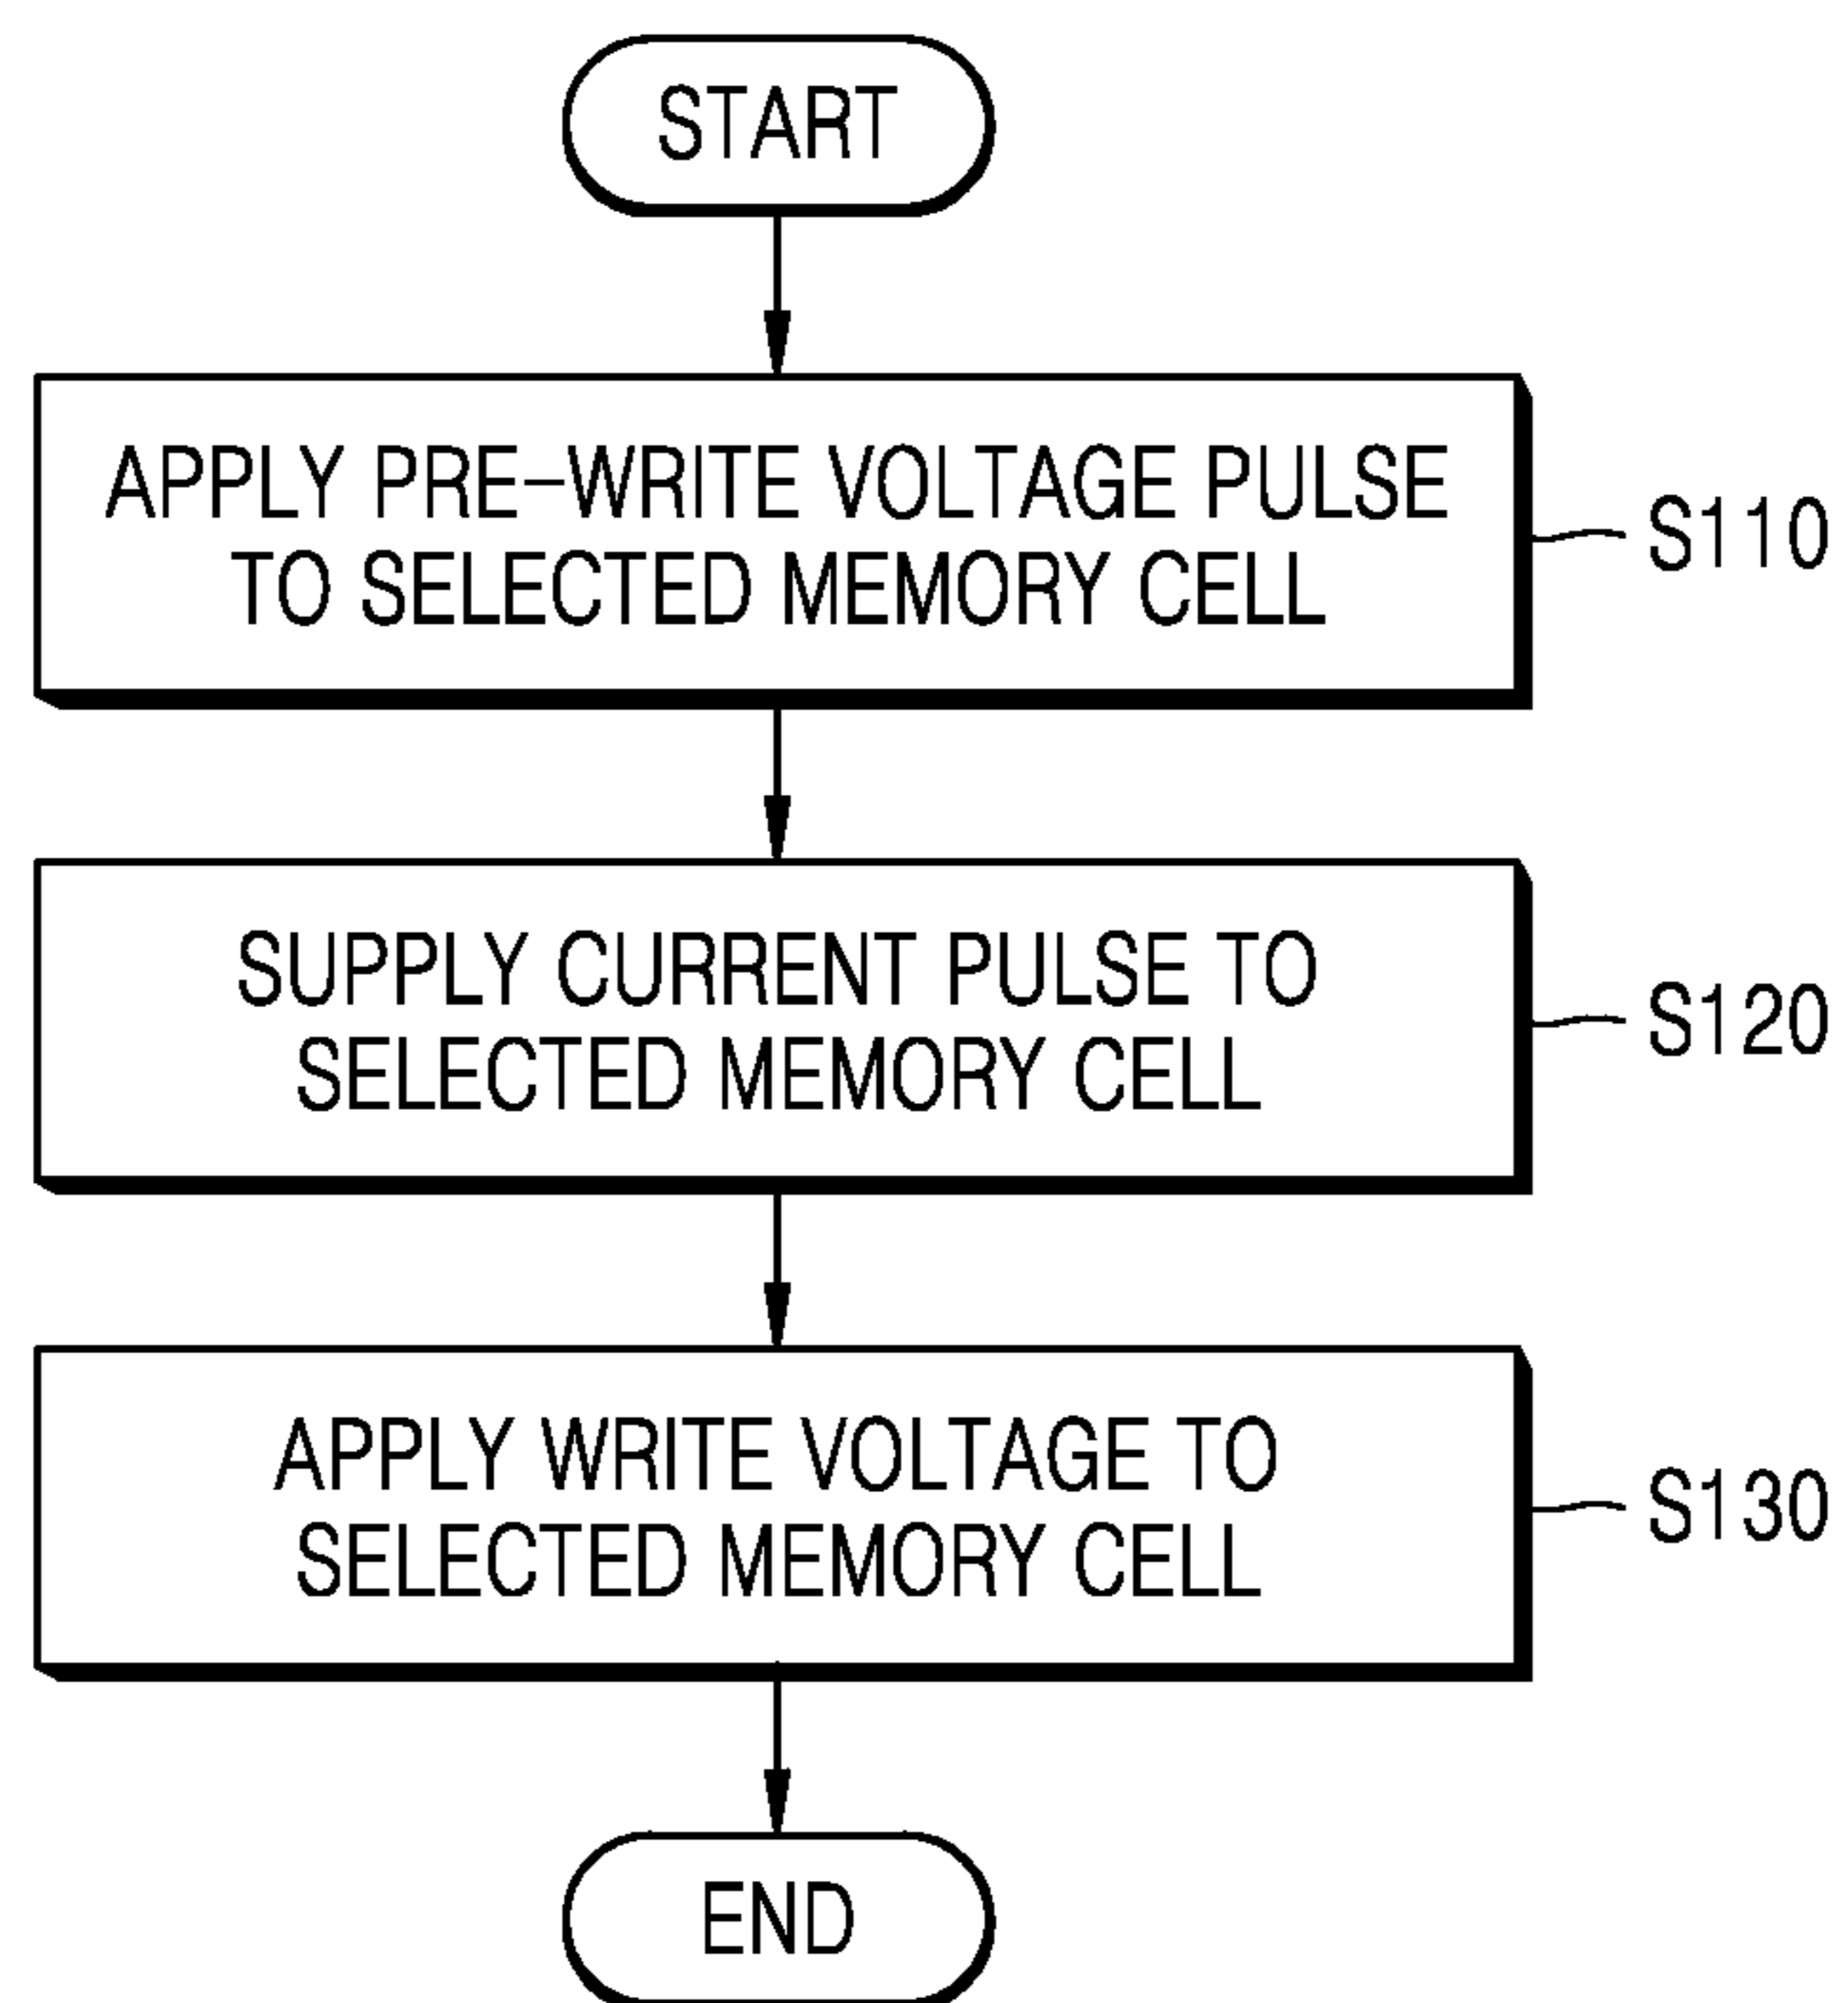 START
APPLY PRE-WRITE VOLTAGE PULSE
TO SELECTED MEMORY CELL
S110
SUPPLY CURRENT PULSE TO
SELECTED MEMORY CELL
S120
APPLY WRITE VOLTAGE TO
SELECTED MEMORY CELL
S130
END